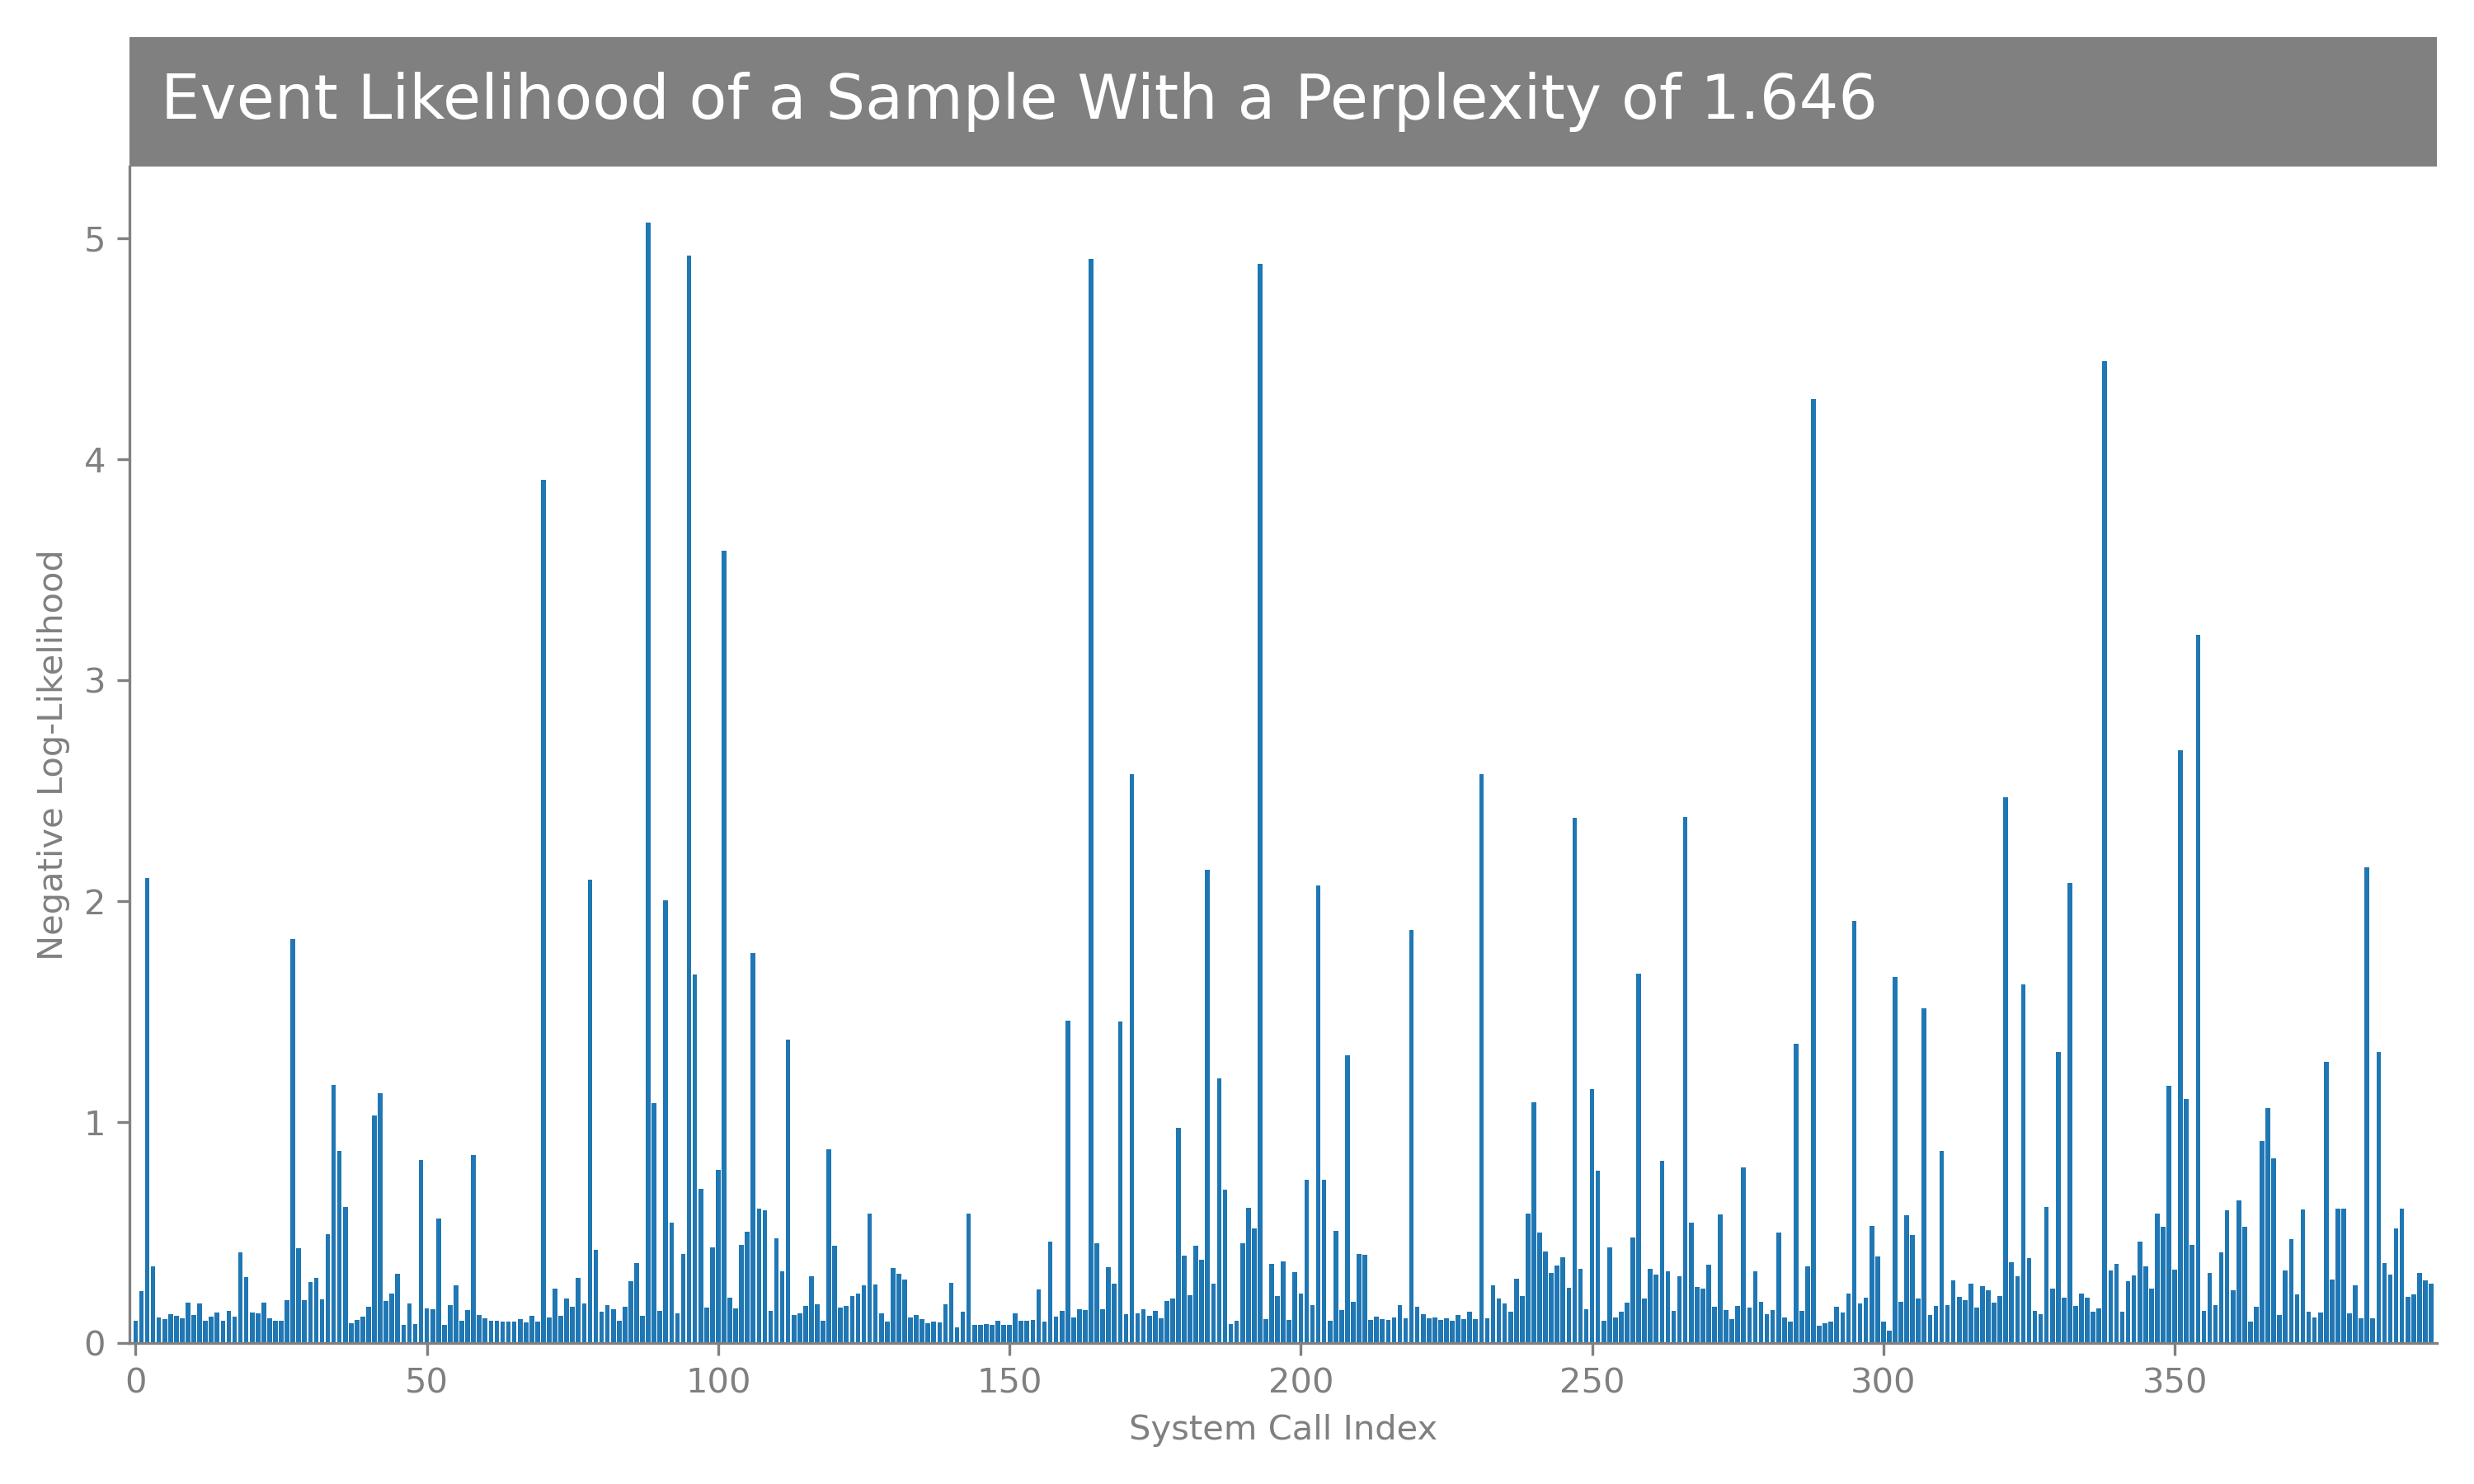 Event Likelihood of a Sample With a Perplexity of 1.646
Negative Log-Likelihood
5
4
3
2
1
0
0 50 100 150 200 250 300 350
System Call Index